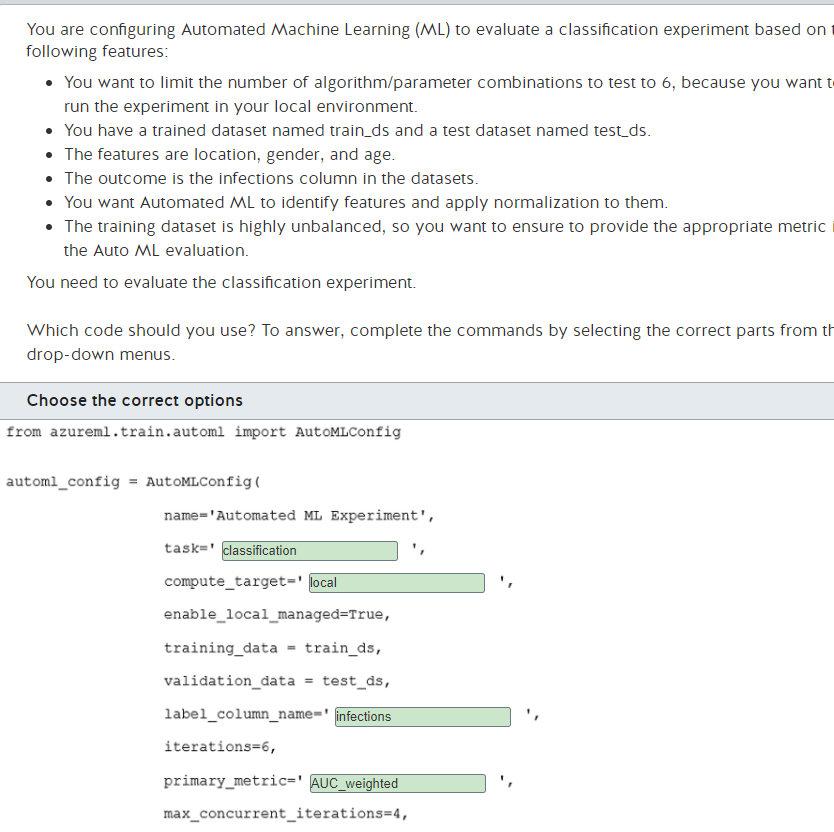 You are configuring Automated Machine Learning (ML) to evaluate a classification experiment based on
following features:
• You want to limit the number of algorithm/parameter combinations to test to 6, because you want
run the experiment in your local environment.
• You have a trained dataset named train_ds and a test dataset named test_ds.
• The features are location, gender, and age.
• The outcome is the infections column in the datasets.
• You want Automated ML to identify features and apply normalization to them.
• The training dataset is highly unbalanced, so you want to ensure to provide the appropriate metric
the Auto ML evaluation.
You need to evaluate the classification experiment.
Which code should you use? To answer, complete the commands by selecting the correct parts from
drop-down menus.
Choose the correct options
from azureml.train.automl import AutoMLConfig
automl_config = AutoMLConfig(
name='Automated ML Experiment',
task=' classification ',
compute_target=' local ',
enable_local_managed=True,
training_data = train_ds,
validation_data = test_ds,
label_column_name=' infections ',
iterations=6,
primary_metric=' AUC_weighted ',
max_concurrent_iterations=4,